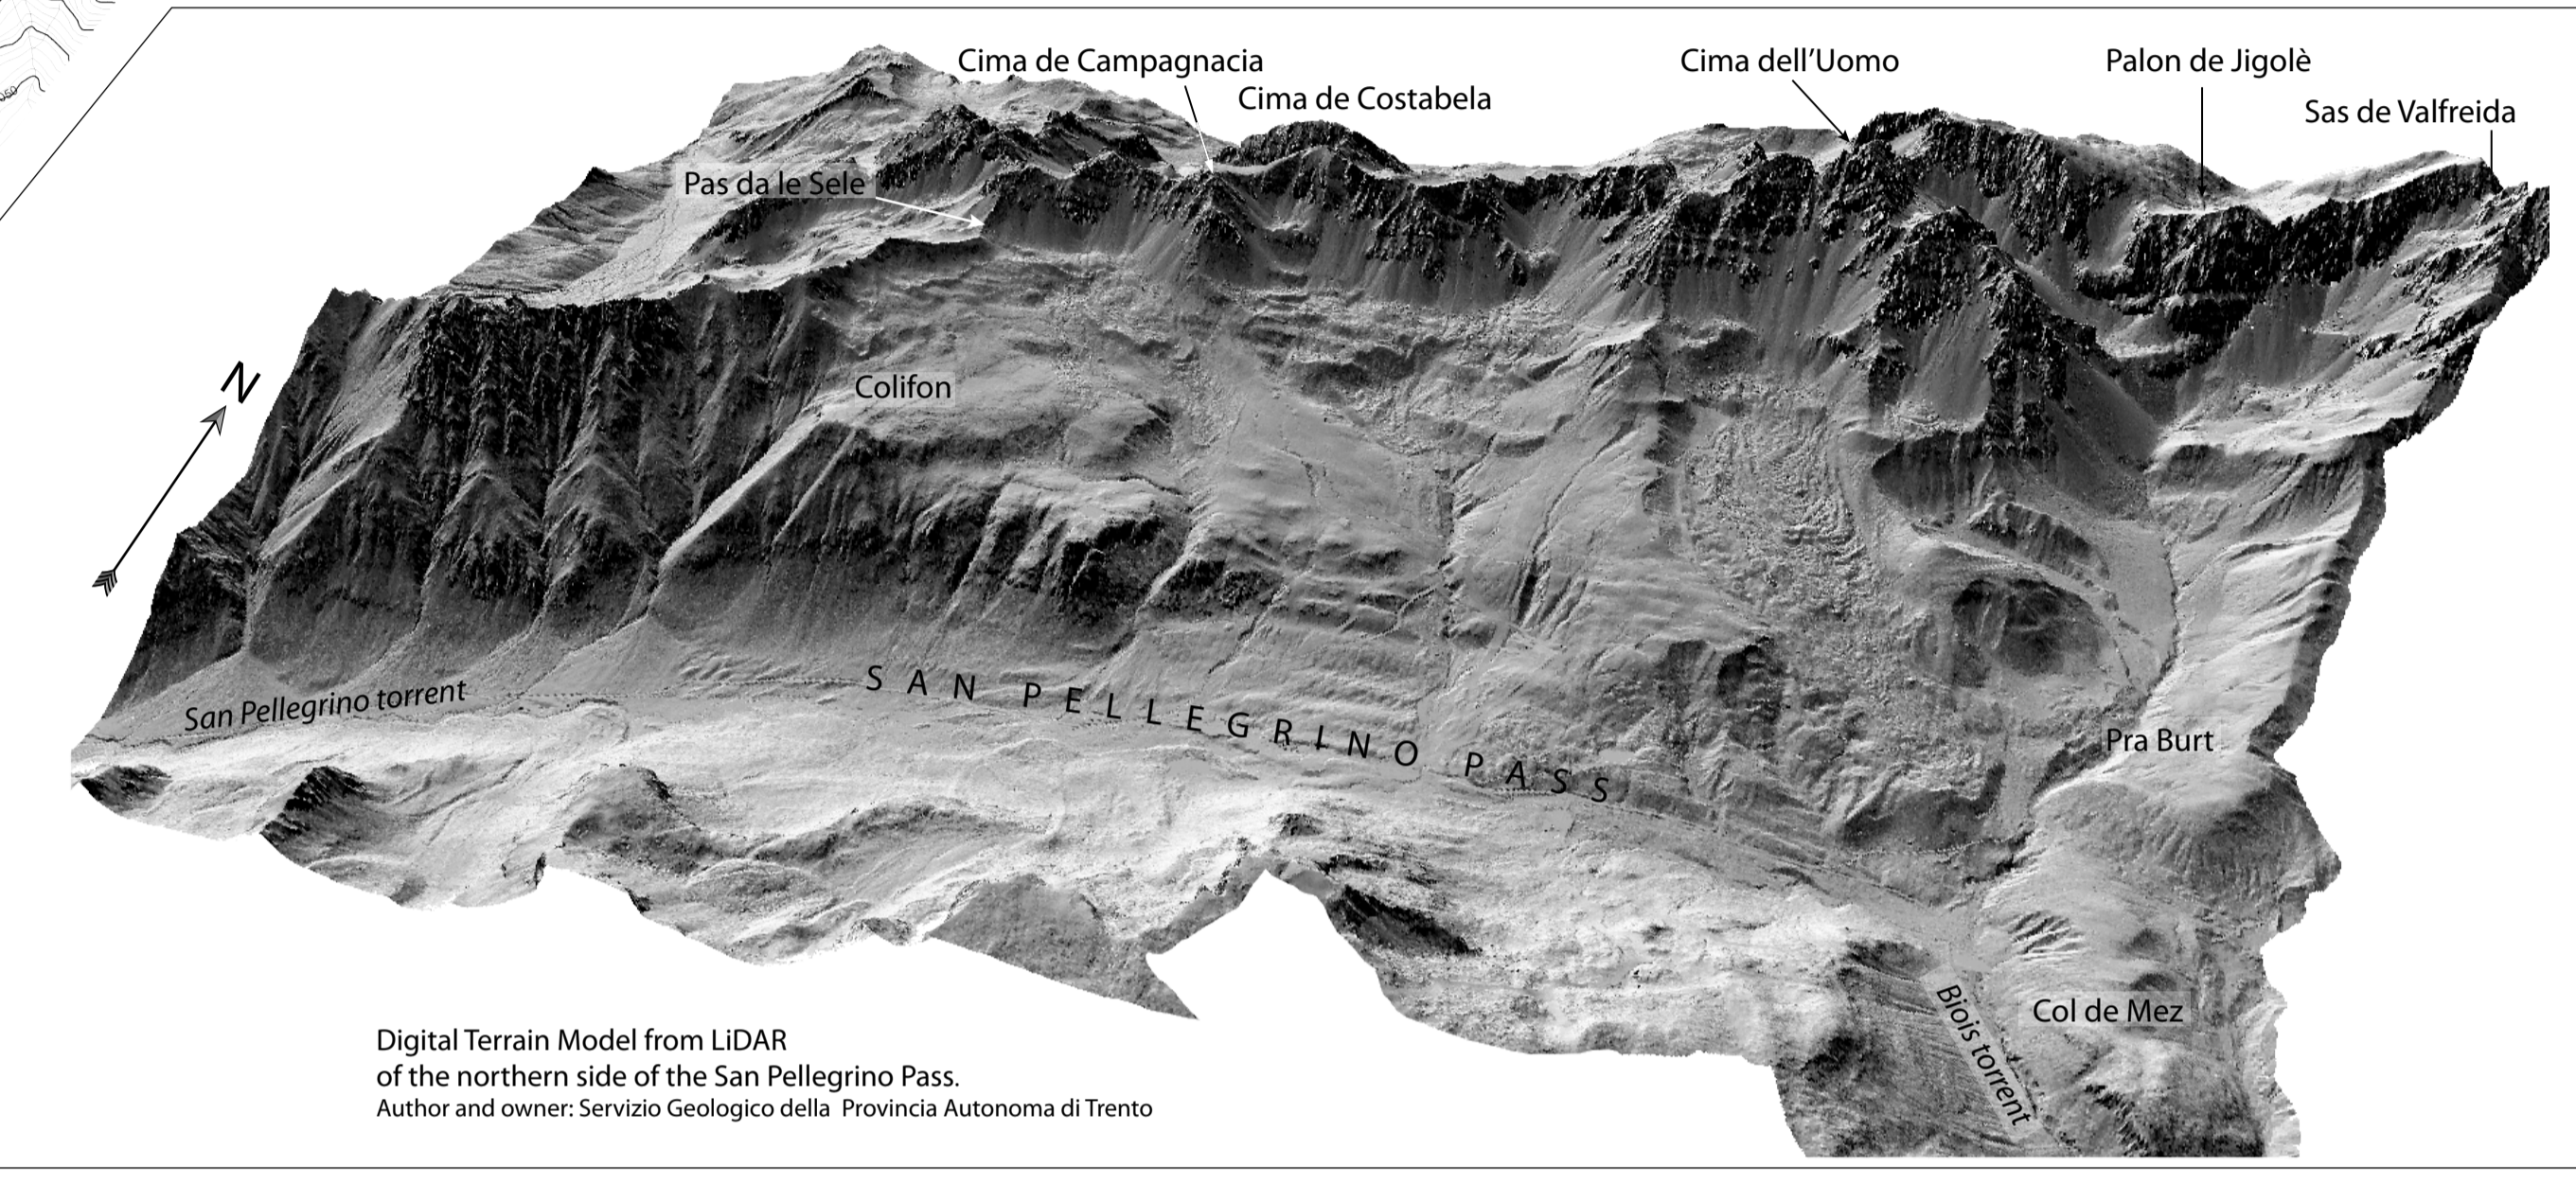 Cima de Campagnacia
Cima dell'Uomo
Palon de Jigolè
Cima de Costabela
Sas de Valfreida
Pas da le Sele
N
Colifon
San Pellegrino torrent
SAN PELLEGRINO PASS
Pra Burt
Biois torrent
Col de Mez
Digital Terrain Model from LiDAR
of the northern side of the San Pellegrino Pass.
Author and owner: Servizio Geologico della Provincia Autonoma di Trento